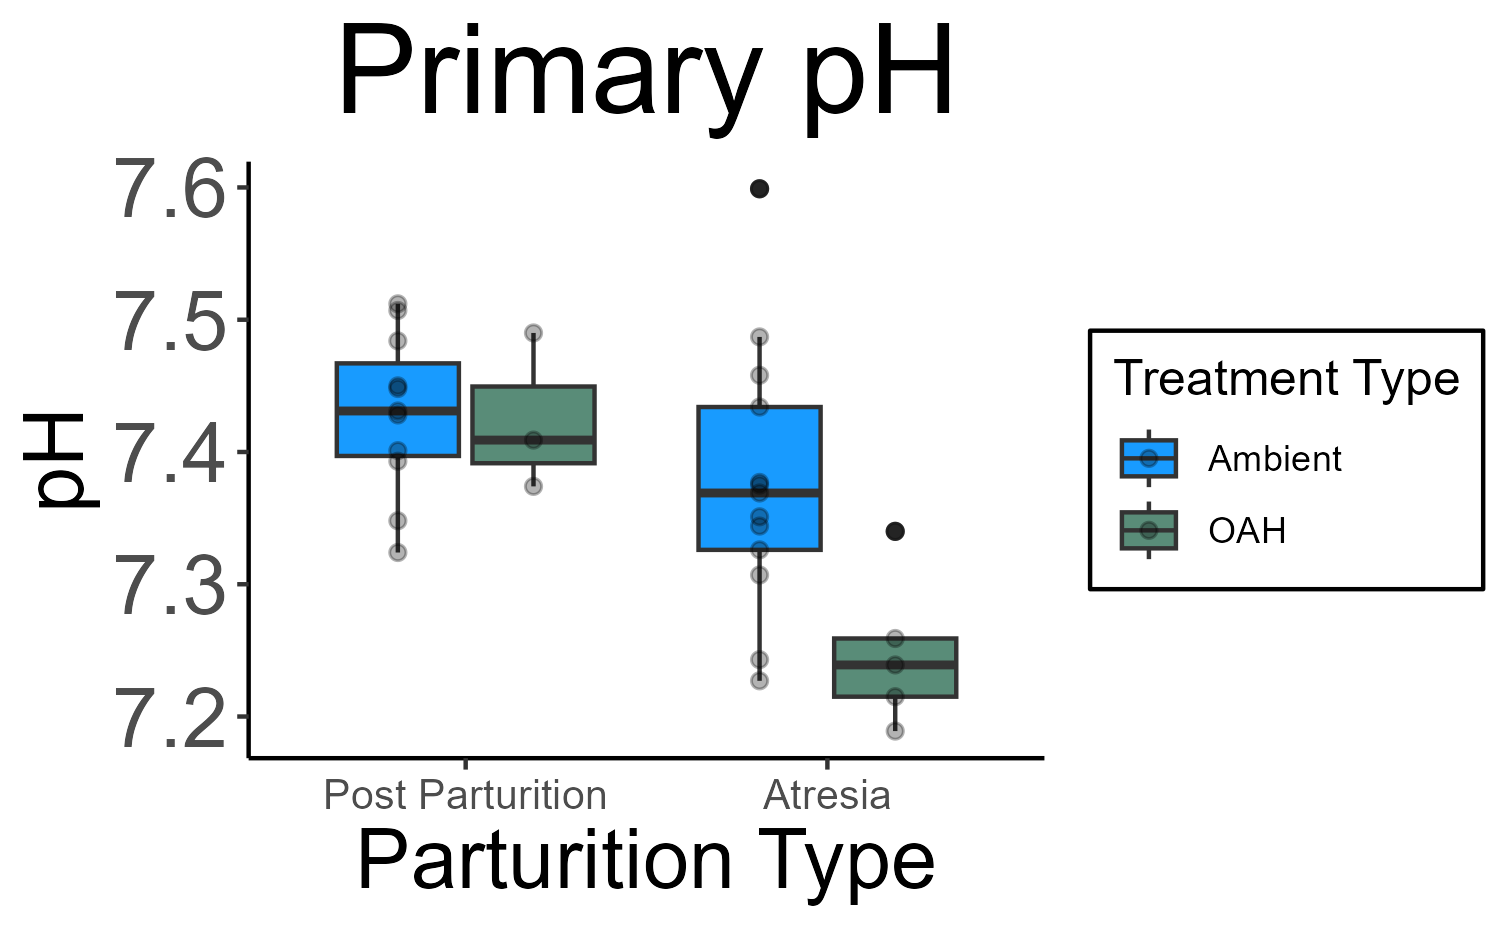 Primary pH
7.6
7.5
7.4
7.3
7.2
pH
Post Parturition
Atresia
Parturition Type
Treatment Type
Ambient
OAH